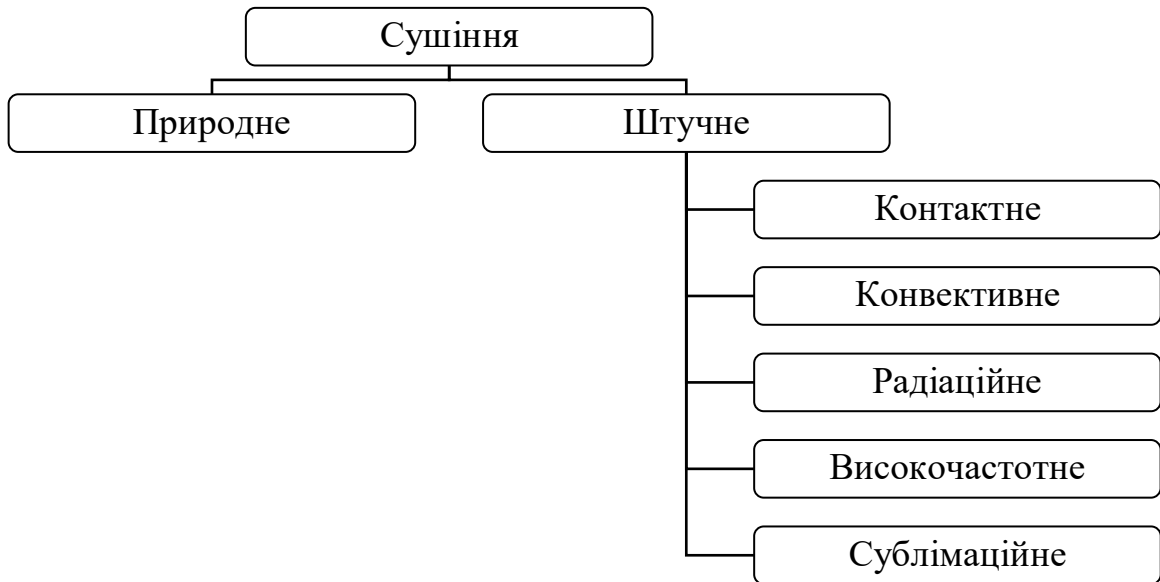 Сушіння
Природне
Штучне
Контактне
Конвективне
Радіаційне
Високочастотне
Сублімаційне